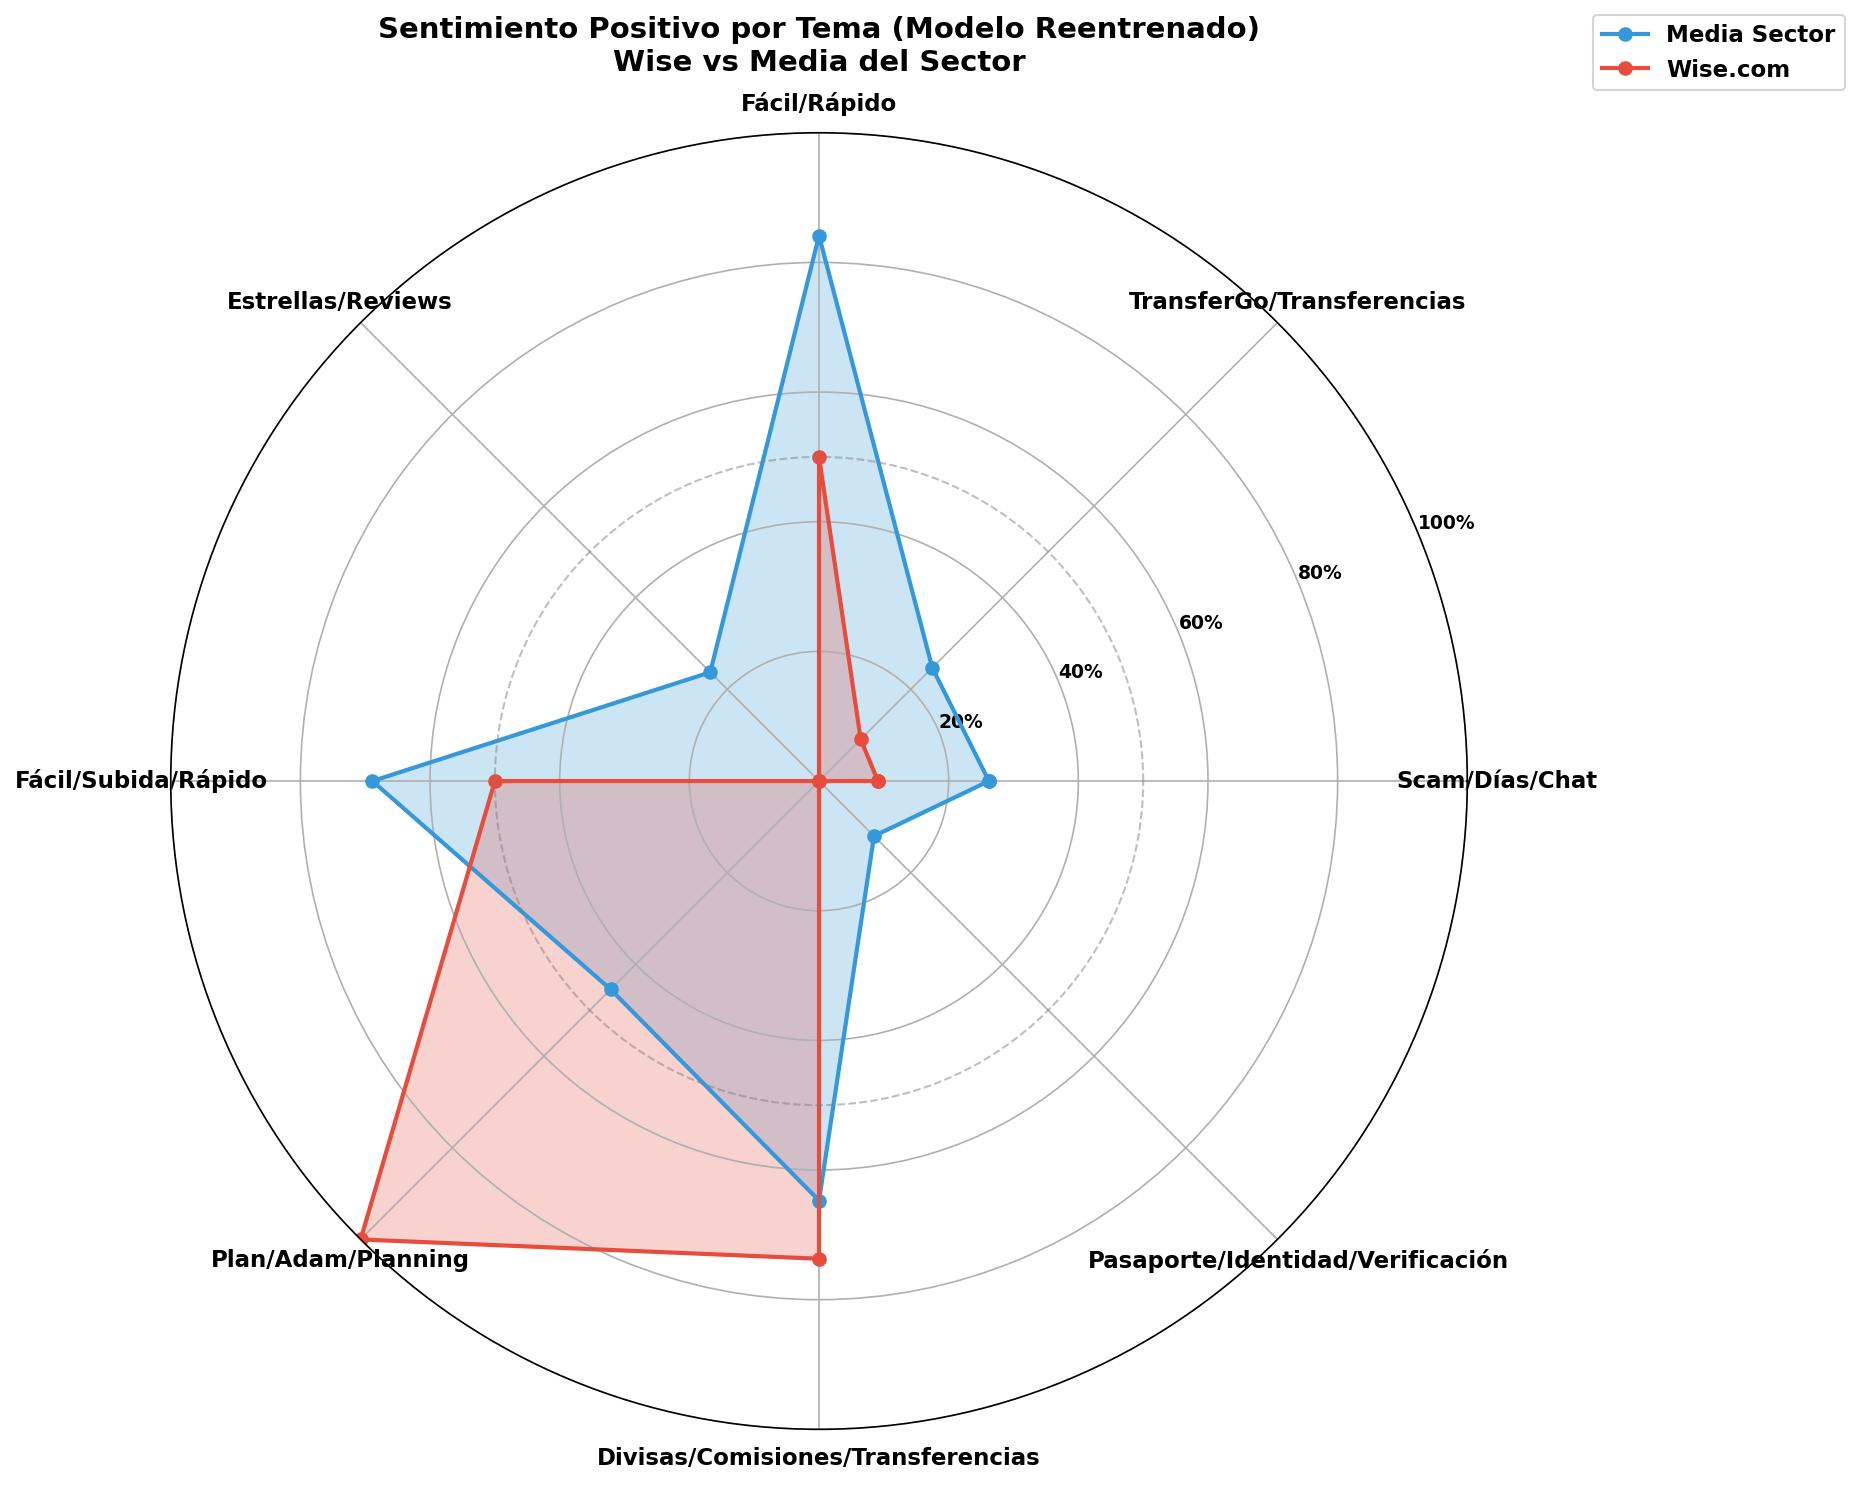 Sentimiento Positivo por Tema (Modelo Reentrenado)
Wise vs Media del Sector
Media Sector
Wise.com
Fácil/Rápido
Estrellas/Reviews
TransferGo/Transferencias
100%
80%
60%
40%
20%
Fácil/Subida/Rápido
Scam/Días/Chat
Plan/Adam/Planning
Pasaporte/Identidad/Verificación
Divisas/Comisiones/Transferencias